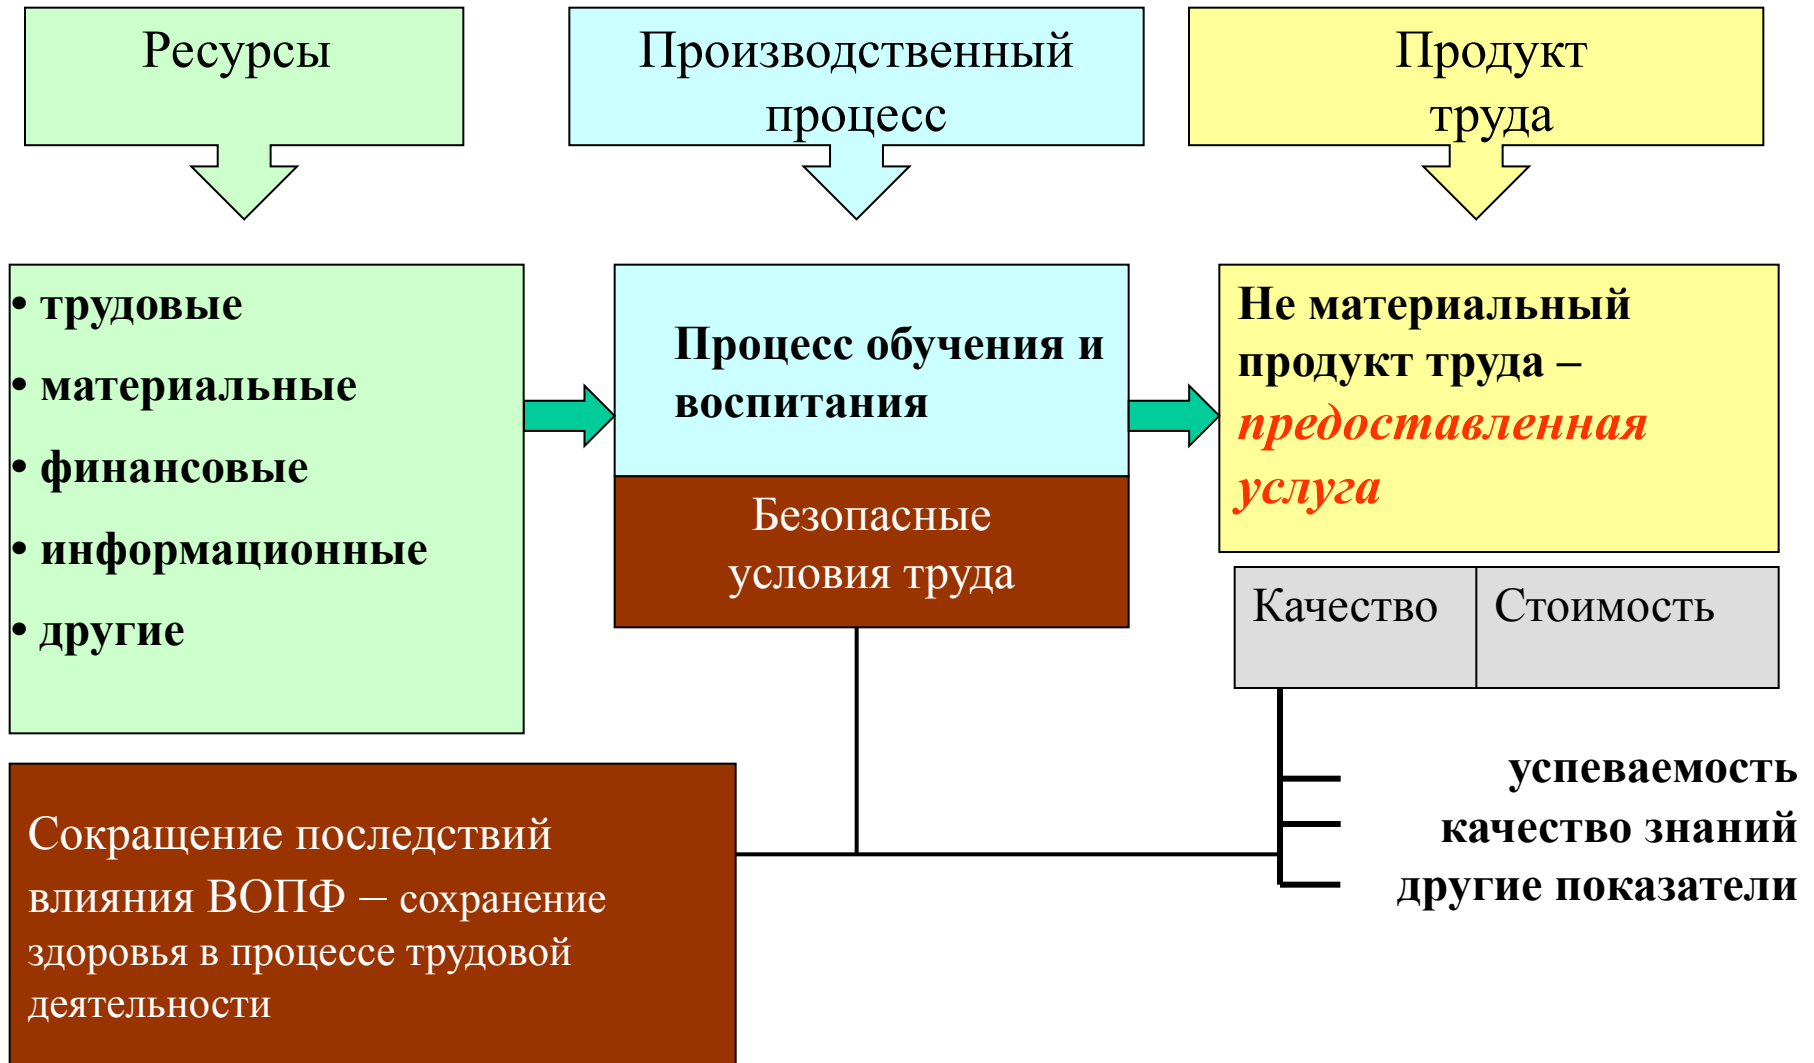 Ресурсы
Производственный
процесс
Продукт
труда
• трудовые
• материальные
• финансовые
• информационные
• другие
Процесс обучения и
воспитания
Безопасные
условия труда
Не материальный
продукт труда –
предоставленная
услуга
Качество
Стоимость
успеваемость
качество знаний
другие показатели
Сокращение последствий
влияния ВОПФ – сохранение
здоровья в процессе трудовой
деятельности